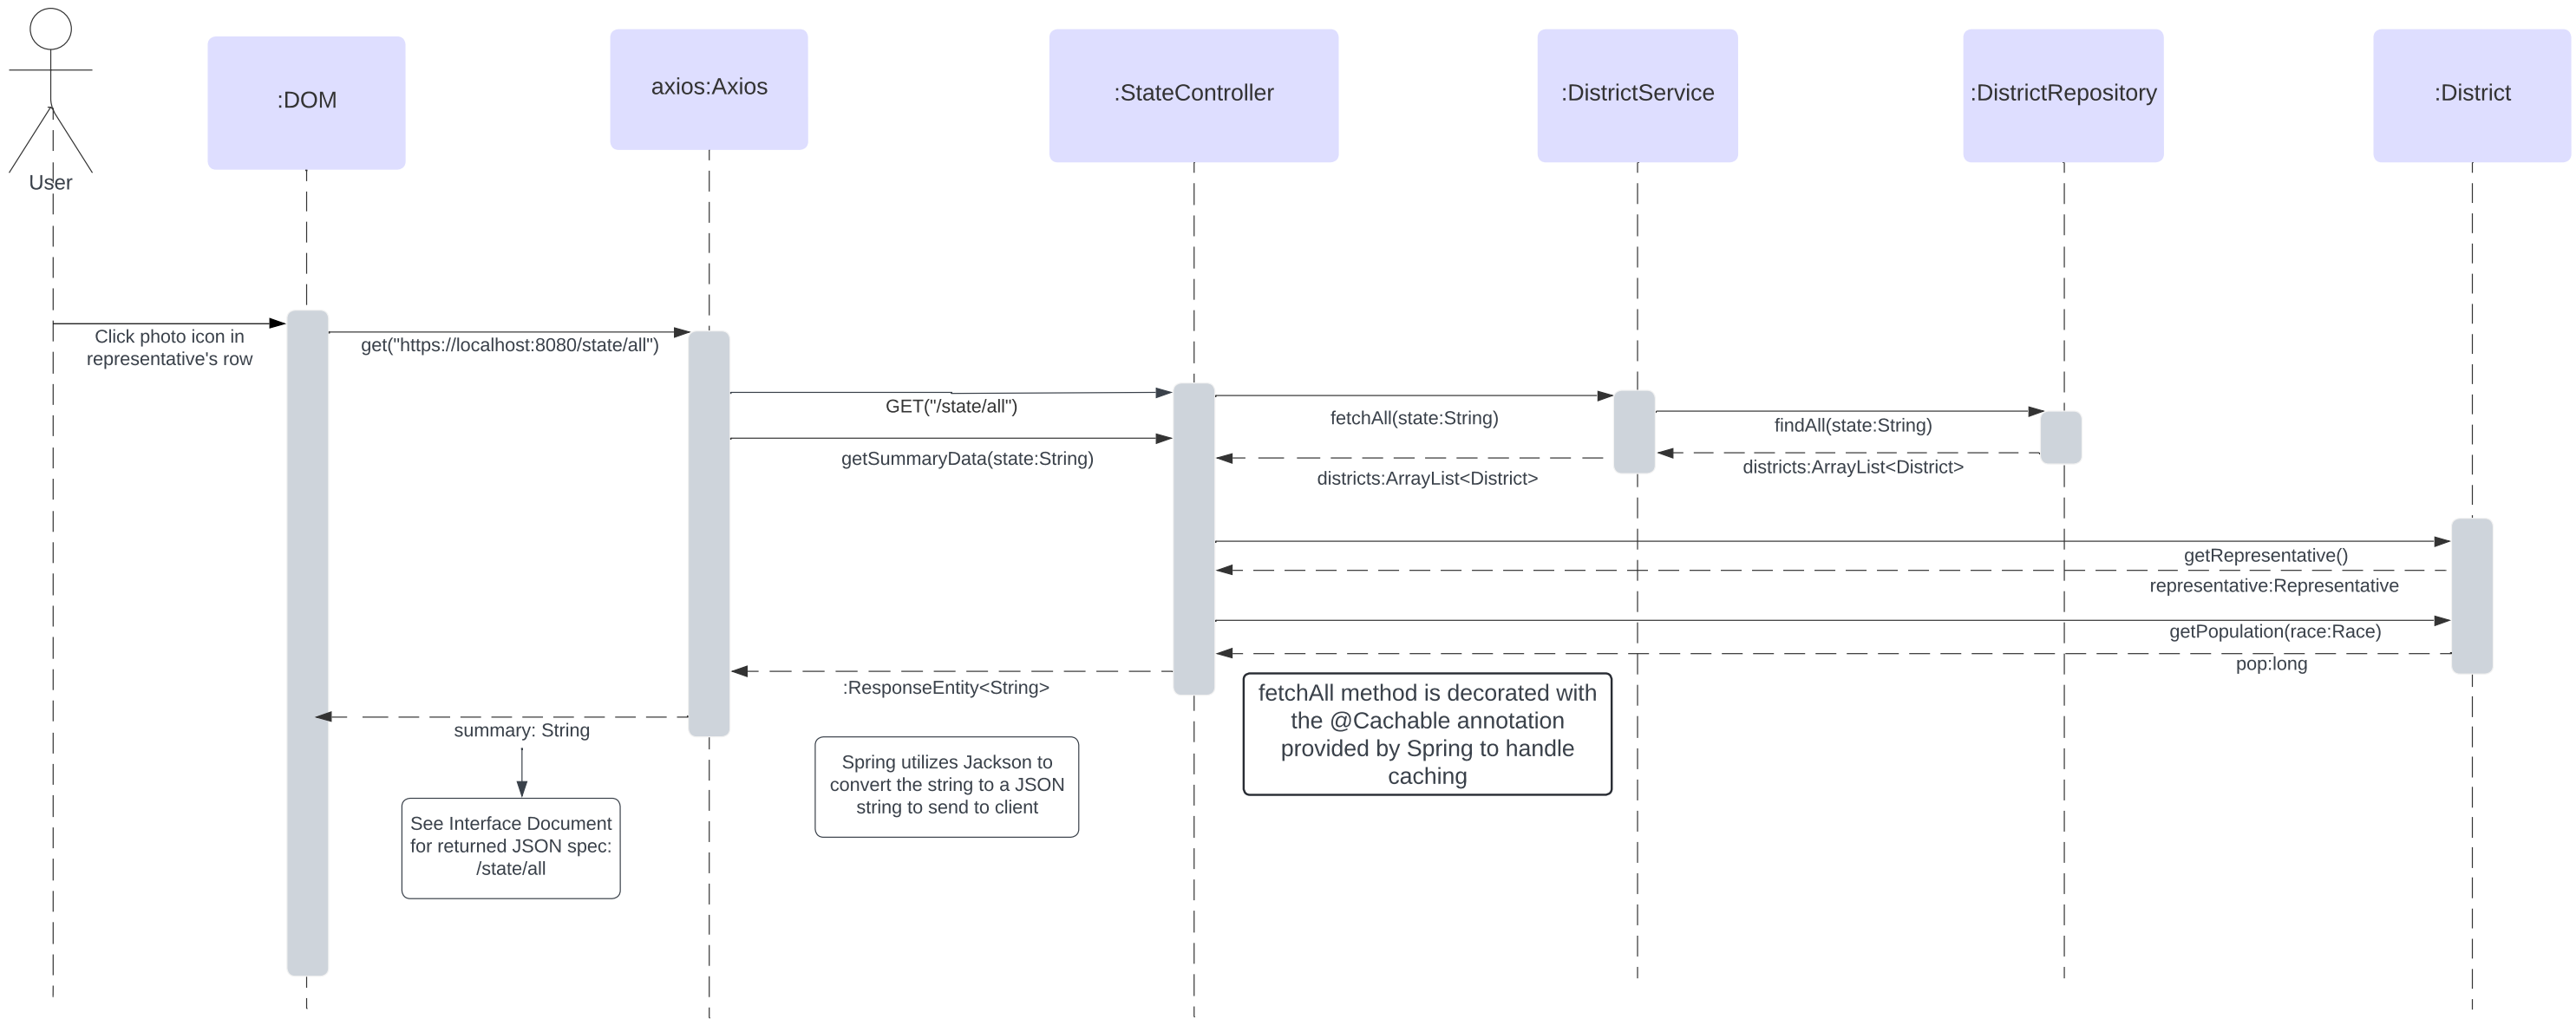 :DOM
axios:Axios
:StateController
:DistrictService
:DistrictRepository
:District
User
Click photo icon in
representative's row
get("https://localhost:8080/state/all")
GET("/state/all")
getSummaryData(state:String)
fetchAll(state:String)
findAll(state:String)
districts:ArrayList<District>
districts:ArrayList<District>
getRepresentative()
representative:Representative
getPopulation(race:Race)
pop:long
:ResponseEntity<String>
summary: String
fetchAll method is decorated with
the @Cachable annotation
provided by Spring to handle
caching
Spring utilizes Jackson to
convert the string to a JSON
string to send to client
See Interface Document
for returned JSON spec:
/state/all